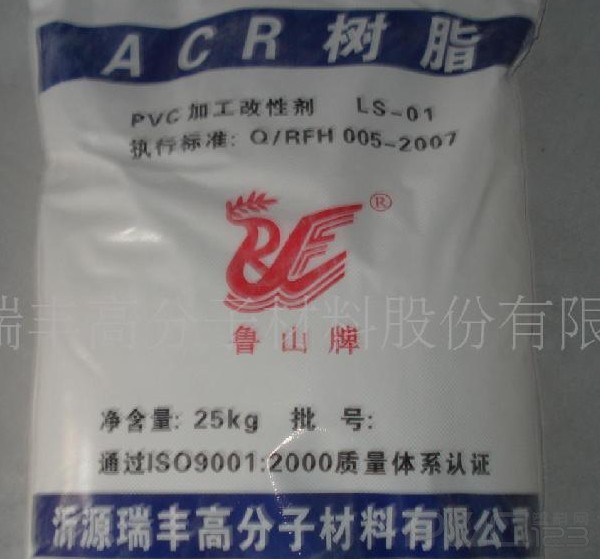 ACR树脂
PVC加工改性剂 LS-01
执行标准: Q/RFH 005-2007
RF
®
瑞丰高分子材料股份有限
鲁山牌
净含量: 25kg 批号:
通过ISO9001:2000质量体系认证
沂源瑞丰高分子材料有限公司